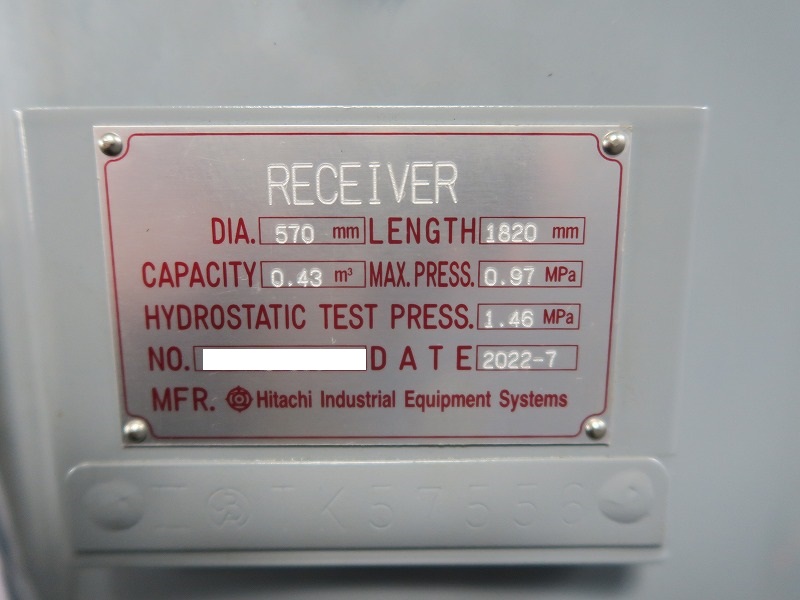 RECEIVER
DIA. 570 mm LENGTH 1820 mm
CAPACITY 0.43 m³ MAX. PRESS. 0.97 MPa
HYDROSTATIC TEST PRESS. 1.46 MPa
NO. DATE 2022-7
MFR. Hitachi Industrial Equipment Systems
TK57556